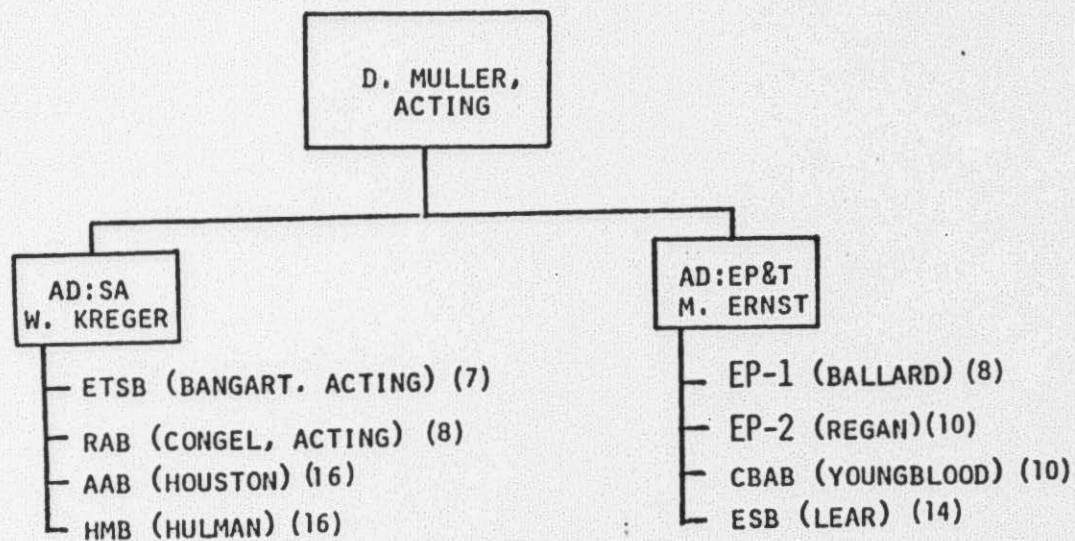 D. MULLER,
ACTING
AD:SA
W. KREGER
ETSB (BANGART. ACTING) (7)
RAB (CONGEL, ACTING) (8)
AAB (HOUSTON) (16)
HMB (HULMAN) (16)
AD:EP&T
M. ERNST
EP-1 (BALLARD) (8)
EP-2 (REGAN)(10)
CBAB (YOUNGBLOOD) (10)
ESB (LEAR) (14)